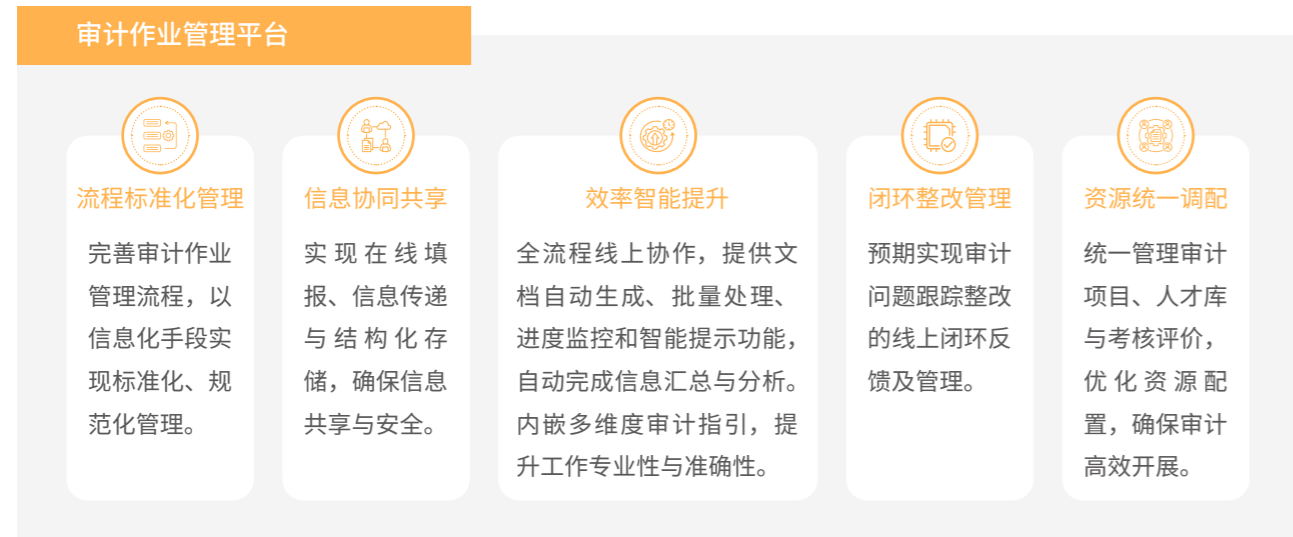 审计作业管理平台
流程标准化管理
完善审计作业
管理流程，以
信息化手段实
现标准化、规
范化管理。
信息协同共享
实现在线填
报、信息传递
与结构化存
储，确保信息
共享与安全。
效率智能提升
全流程线上协作，提供文
档自动生成、批量处理、
进度监控和智能提示功能，
自动完成信息汇总与分析。
内嵌多维度审计指引，提
升工作专业性与准确性。
闭环整改管理
预期实现审计
问题跟踪整改
的线上闭环反
馈及管理。
资源统一调配
统一管理审计
项目、人才库
与考核评价，
优化资源配
置，确保审计
高效开展。